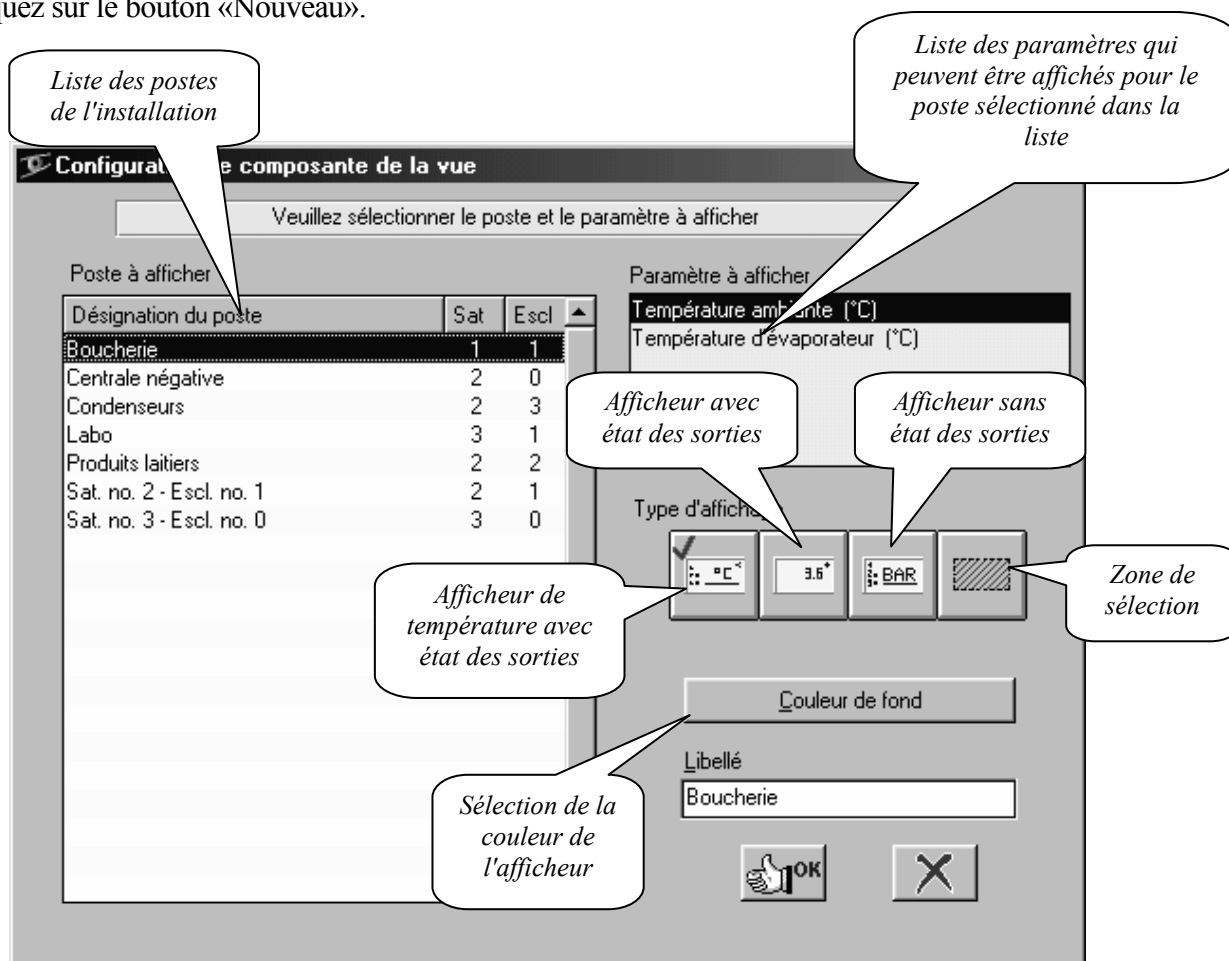 quez sur le bouton «Nouveau».
Liste des postes
de l'installation
Liste des paramètres qui
peuvent être affichés pour le
poste sélectionné dans la
liste
Configurat e composante de la vue
Veuillez sélectionner le poste et le paramètre à afficher
Poste à afficher
Paramètre à afficher
Désignation du poste Sat Escl
Boucherie 1 1
Centrale négative 2 0
Condenseurs 2 3
Labo 3 1
Produits laitiers 2 2
Sat. no. 2 - Escl. no. 1 2 1
Sat. no. 3 - Escl. no. 0 3 0
Température ambiante (°C)
Température d'évaporateur (°C)
Afficheur avec
état des sorties
Afficheur sans
état des sorties
Type d'afficha
°C
3.6
BAR
Zone de
sélection
Afficheur de
température avec
état des sorties
Couleur de fond
Libellé
Boucherie
Sélection de la
couleur de
l'afficheur
OK